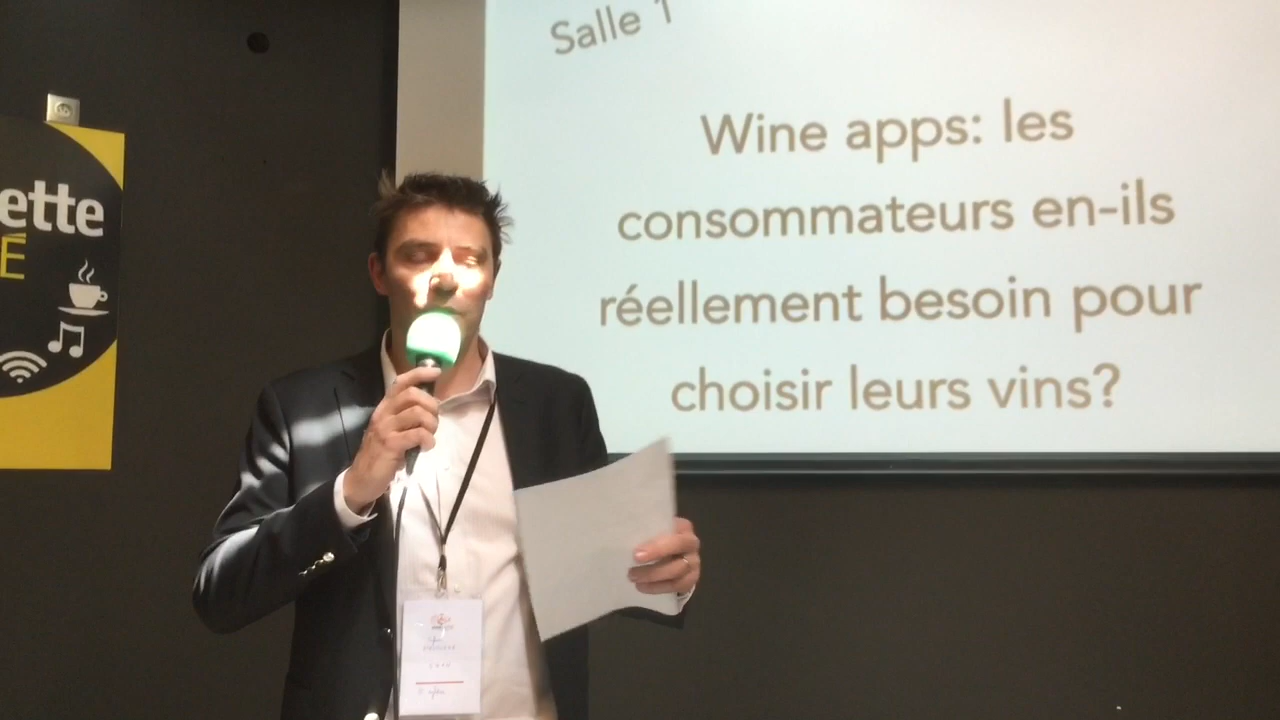 Salle 1
Wine apps: les
consommateurs en-ils
réellement besoin pour
choisir leurs vins?
ette
É